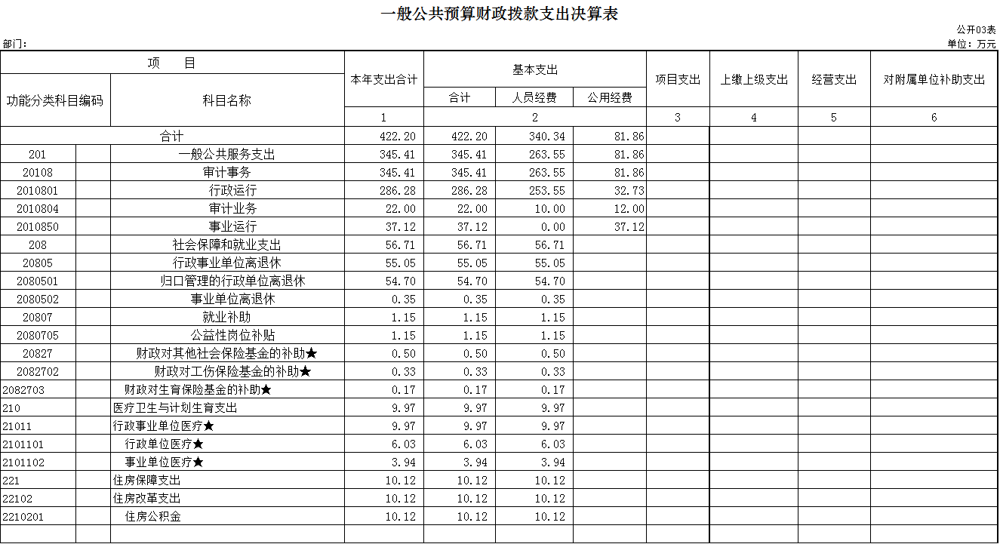 一般公共预算财政拨款支出决算表
公开03表
部门： 单位：万元
项 目 本年支出合计 基本支出 项目支出 上缴上级支出 经营支出 对附属单位补助支出
功能分类科目编码 科目名称 合计 人员经费 公用经费
1 2 3 4 5 6
合计 422.20 422.20 340.34 81.86
201 一般公共服务支出 345.41 345.41 263.55 81.86
20108 审计事务 345.41 345.41 263.55 81.86
2010801 行政运行 286.28 286.28 253.55 32.73
2010804 审计业务 22.00 22.00 10.00 12.00
2010850 事业运行 37.12 37.12 0.00 37.12
208 社会保障和就业支出 56.71 56.71 56.71
20805 行政事业单位离退休 55.05 55.05 55.05
2080501 归口管理的行政单位离退休 54.70 54.70 54.70
2080502 事业单位离退休 0.35 0.35 0.35
20807 就业补助 1.15 1.15 1.15
2080705 公益性岗位补贴 1.15 1.15 1.15
20827 财政对其他社会保险基金的补助★ 0.50 0.50 0.50
2082702 财政对工伤保险基金的补助★ 0.33 0.33 0.33
2082703 财政对生育保险基金的补助★ 0.17 0.17 0.17
210 医疗卫生与计划生育支出 9.97 9.97 9.97
21011 行政事业单位医疗★ 9.97 9.97 9.97
2101101 行政单位医疗★ 6.03 6.03 6.03
2101102 事业单位医疗★ 3.94 3.94 3.94
221 住房保障支出 10.12 10.12 10.12
22102 住房改革支出 10.12 10.12 10.12
2210201 住房公积金 10.12 10.12 10.12